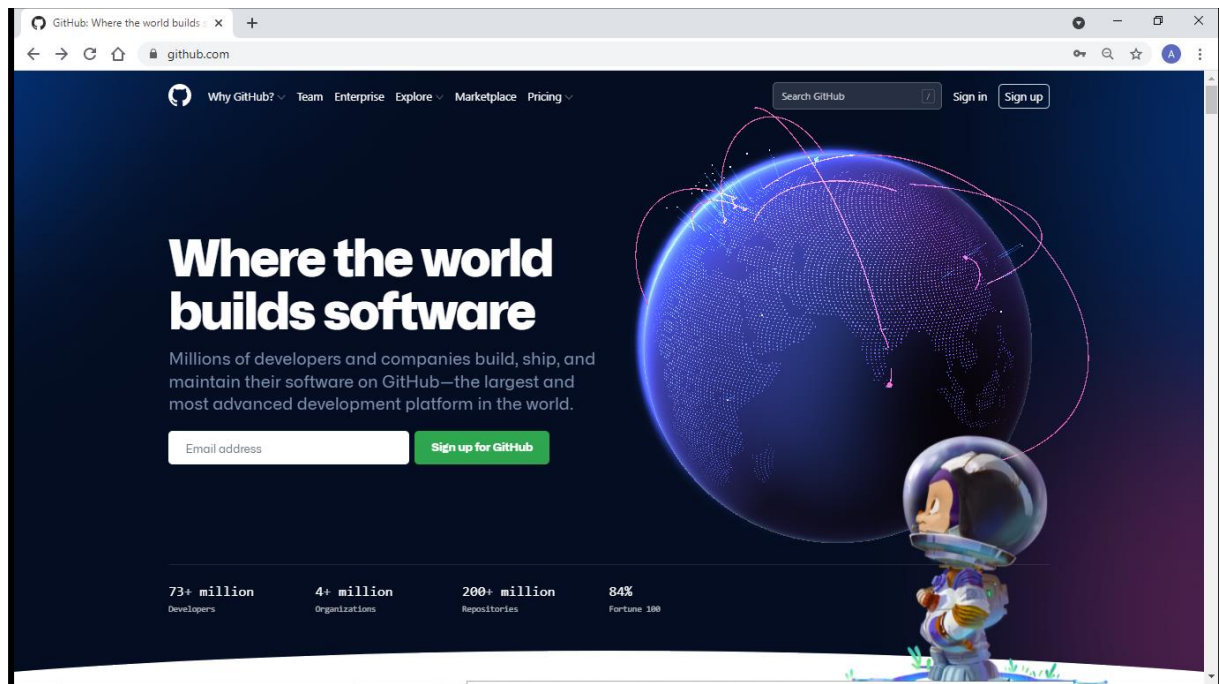 GitHub: Where the world builds s
github.com
A
Why GitHub? Team Enterprise Explore Marketplace Pricing
Search GitHub / Sign in Sign up
Where the world
builds software
Millions of developers and companies build, ship, and
maintain their software on GitHub—the largest and
most advanced development platform in the world.
Email address Sign up for GitHub
73+ million 4+ million 200+ million 84%
Developers Organizations Repositories Fortune 100